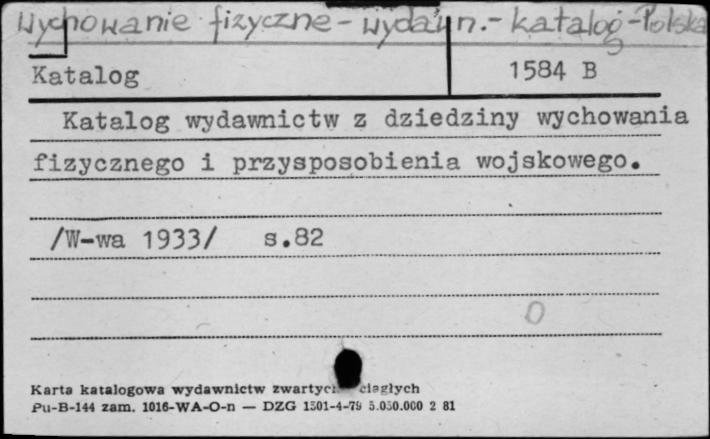 Wychowanie fizyczne - wydawn. - katalog - Polska
Katalog
1584 B
Katalog wydawnictw z dziedziny wychowania
fizycznego i przysposobienia wojskowego.
/W-wa 1933/ s.82
O
Karta katalogowa wydawnictw ciągłych
Pu-B-144 zam. 1016-WA-O-n — DZG 1501-4-79 5.050.000 2 81